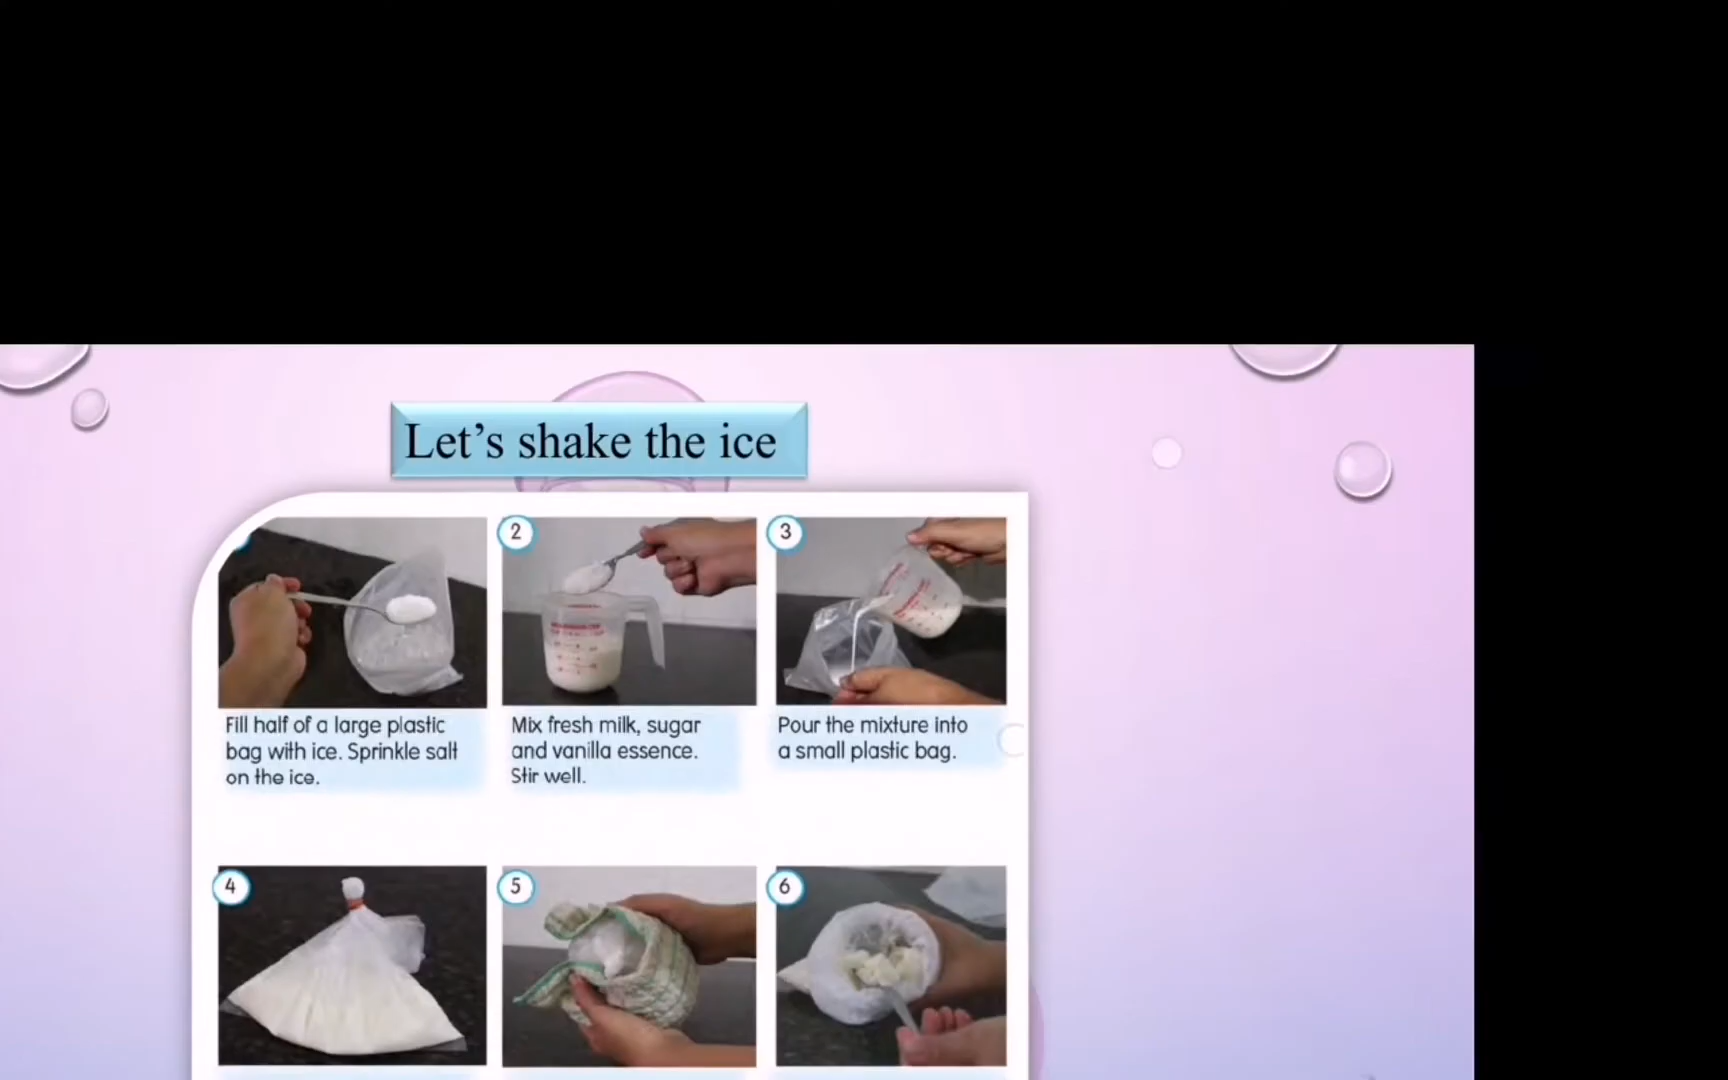 Let's shake the ice
2
3
Fill half of a large plastic
bag with ice. Sprinkle salt
on the ice.
Mix fresh milk, sugar
and vanilla essence.
Stir well.
Pour the mixture into
a small plastic bag.
4
5
6